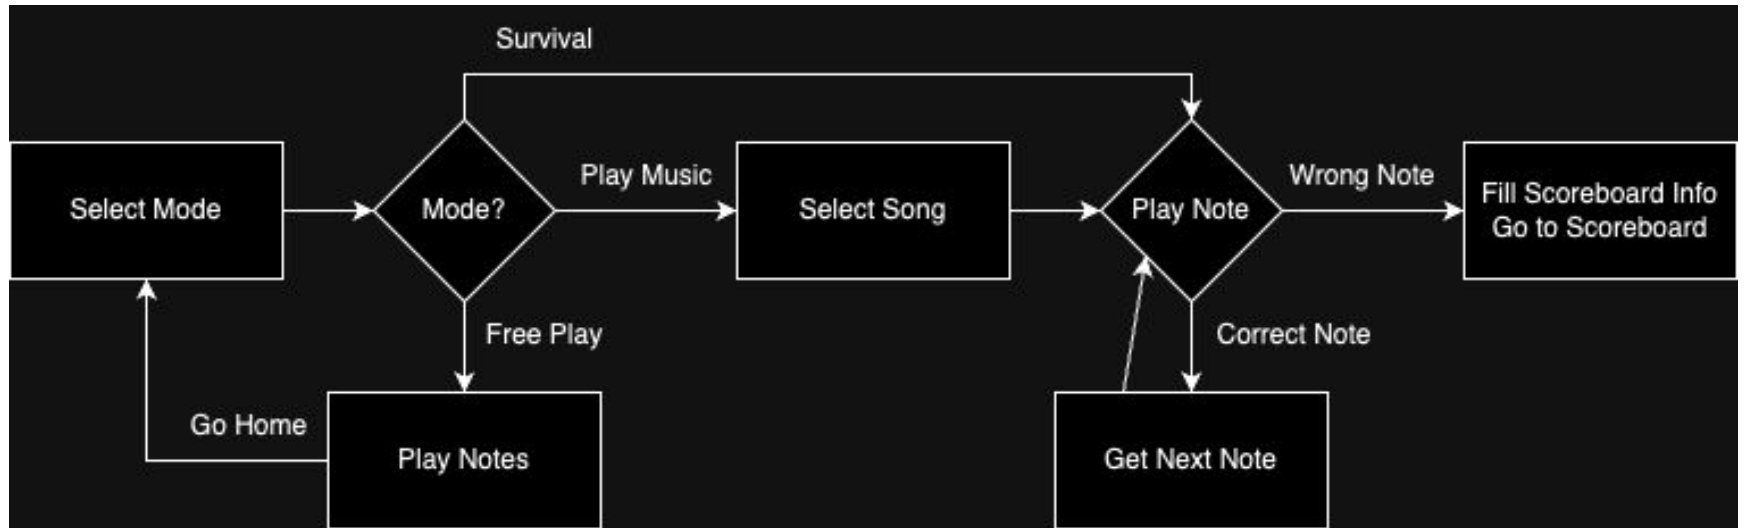 Survival
Select Mode
Mode?
Play Music
Select Song
Play Note
Wrong Note
Fill Scoreboard Info
Go to Scoreboard
Free Play
Correct Note
Go Home
Play Notes
Get Next Note